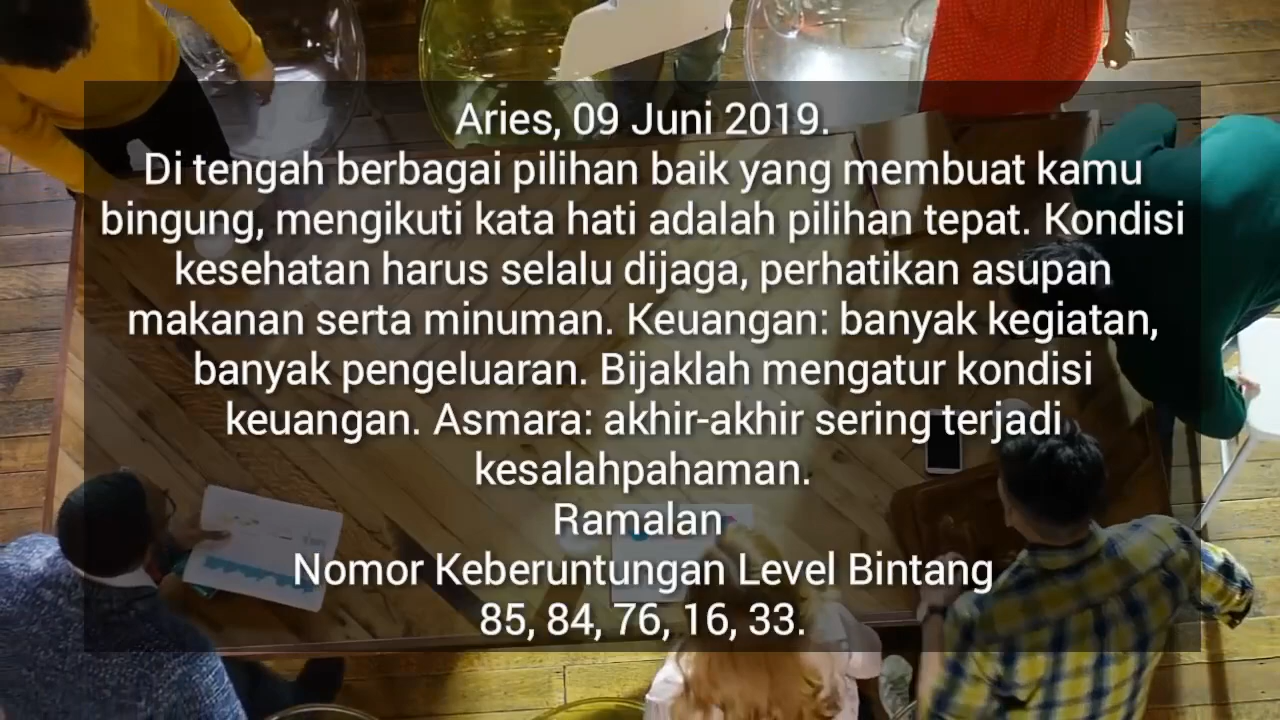 Aries, 09 Juni 2019.
Di tengah berbagai pilihan baik yang membuat kamu
bingung, mengikuti kata hati adalah pilihan tepat. Kondisi
kesehatan harus selalu dijaga, perhatikan asupan
makanan serta minuman. Keuangan: banyak kegiatan,
banyak pengeluaran. Bijaklah mengatur kondisi
keuangan. Asmara: akhir-akhir sering terjadi
kesalahpahaman.
Ramalan
Nomor Keberuntungan Level Bintang
85, 84, 76, 16, 33.